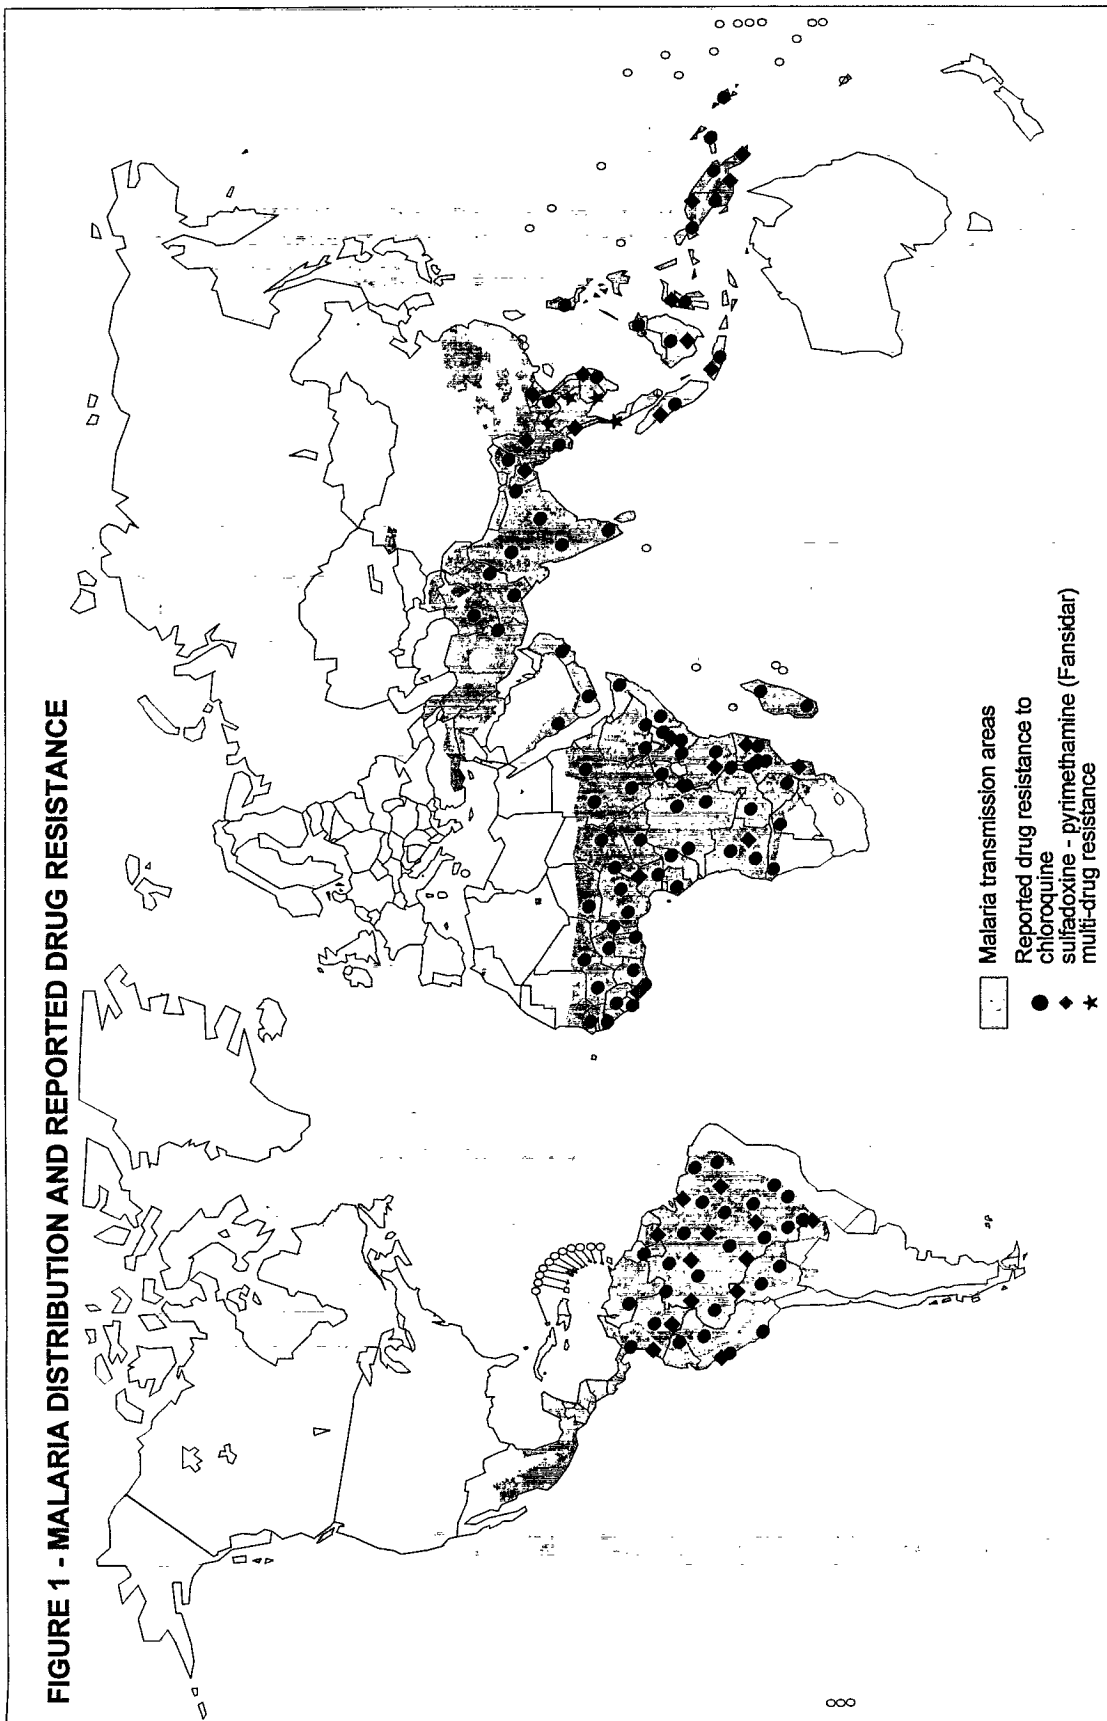 FIGURE 1 - MALARIA DISTRIBUTION AND REPORTED DRUG RESISTANCE
Malaria transmission areas
Reported drug resistance to
chloroquine
sulfadoxine - pyrimethamine (Fansidar)
multi-drug resistance